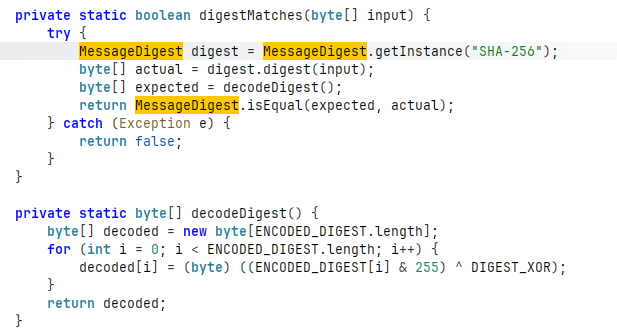 private static boolean digestMatches(byte[] input) {
    try {
        MessageDigest digest = MessageDigest.getInstance("SHA-256");
        byte[] actual = digest.digest(input);
        byte[] expected = decodeDigest();
        return MessageDigest.isEqual(expected, actual);
    } catch (Exception e) {
        return false;
    }
}
private static byte[] decodeDigest() {
    byte[] decoded = new byte[ENCODED_DIGEST.length];
    for (int i = 0; i < ENCODED_DIGEST.length; i++) {
        decoded[i] = (byte) ((ENCODED_DIGEST[i] & 255) ^ DIGEST_XOR);
    }
    return decoded;
}